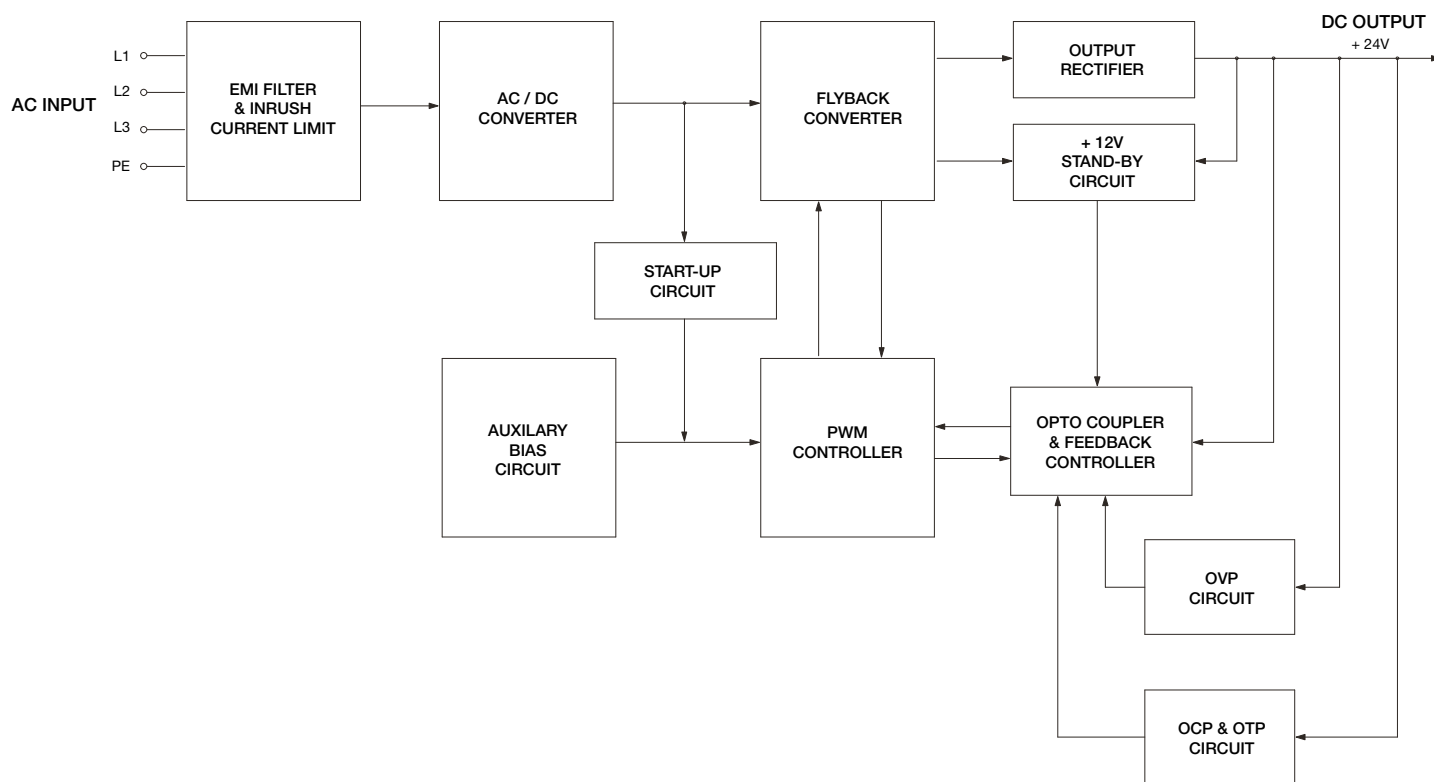 DC OUTPUT
+ 24V
AC INPUT
L1
L2
L3
PE
EMI FILTER
& INRUSH
CURRENT LIMIT
AC / DC
CONVERTER
FLYBACK
CONVERTER
OUTPUT
RECTIFIER
+ 12V
STAND-BY
CIRCUIT
START-UP
CIRCUIT
AUXILARY
BIAS
CIRCUIT
PWM
CONTROLLER
OPTO COUPLER
& FEEDBACK
CONTROLLER
OVP
CIRCUIT
OCP & OTP
CIRCUIT